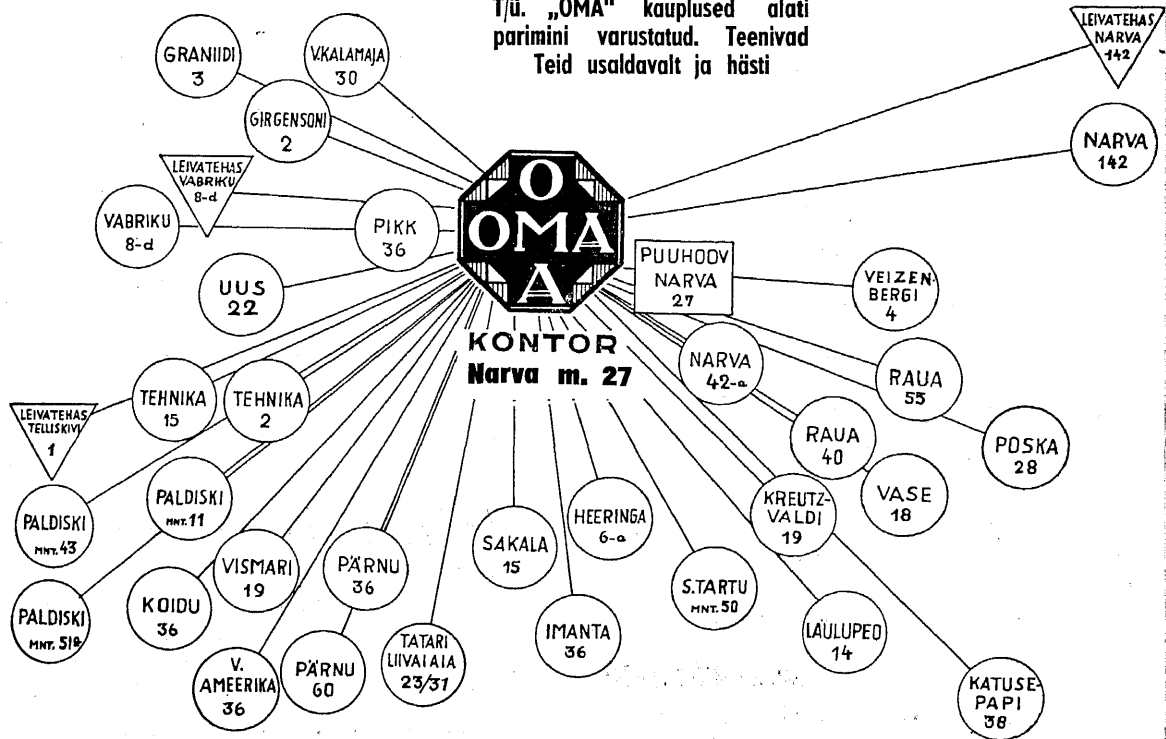 T/ü. „OMA" kauplused alati
parimini varustatud. Teenivad
Teid usaldavalt ja hästi
GRANIIDI
3
V.KALAMAJA
30
GIRGENSONI
2
LEIVATEHAS
VABRIKU
8-d
VABRIKU
8-d
PIKK
36
UUS
22
O
OMA
A
KONTOR
Narva m. 27
LEIVATEHAS
NARVA
142
NARVA
142
PUUHOOV
NARVA
27
VEIZEN-
BERGI
4
NARVA
42-a
RAUA
55
RAUA
40
POSKA
28
VASE
18
KREUTZ-
VALDI
19
TEHNIKA
15
TEHNIKA
2
LEIVATEHAS
TELLISKIVI
1
PALDISKI
MNT. 43
PALDISKI
MNT. 11
PALDISKI
MNT. 51a
KOIDU
36
VISMARI
19
PÄRNU
36
V.
AMEERIKA
36
PÄRNU
60
TATARI
LIIVALAIA
23/31
SAKALA
15
HEERINGA
6-a
IMANTA
36
S.TARTU
MNT. 50
LAULUPEO
14
KATUSE-
PAPI
38